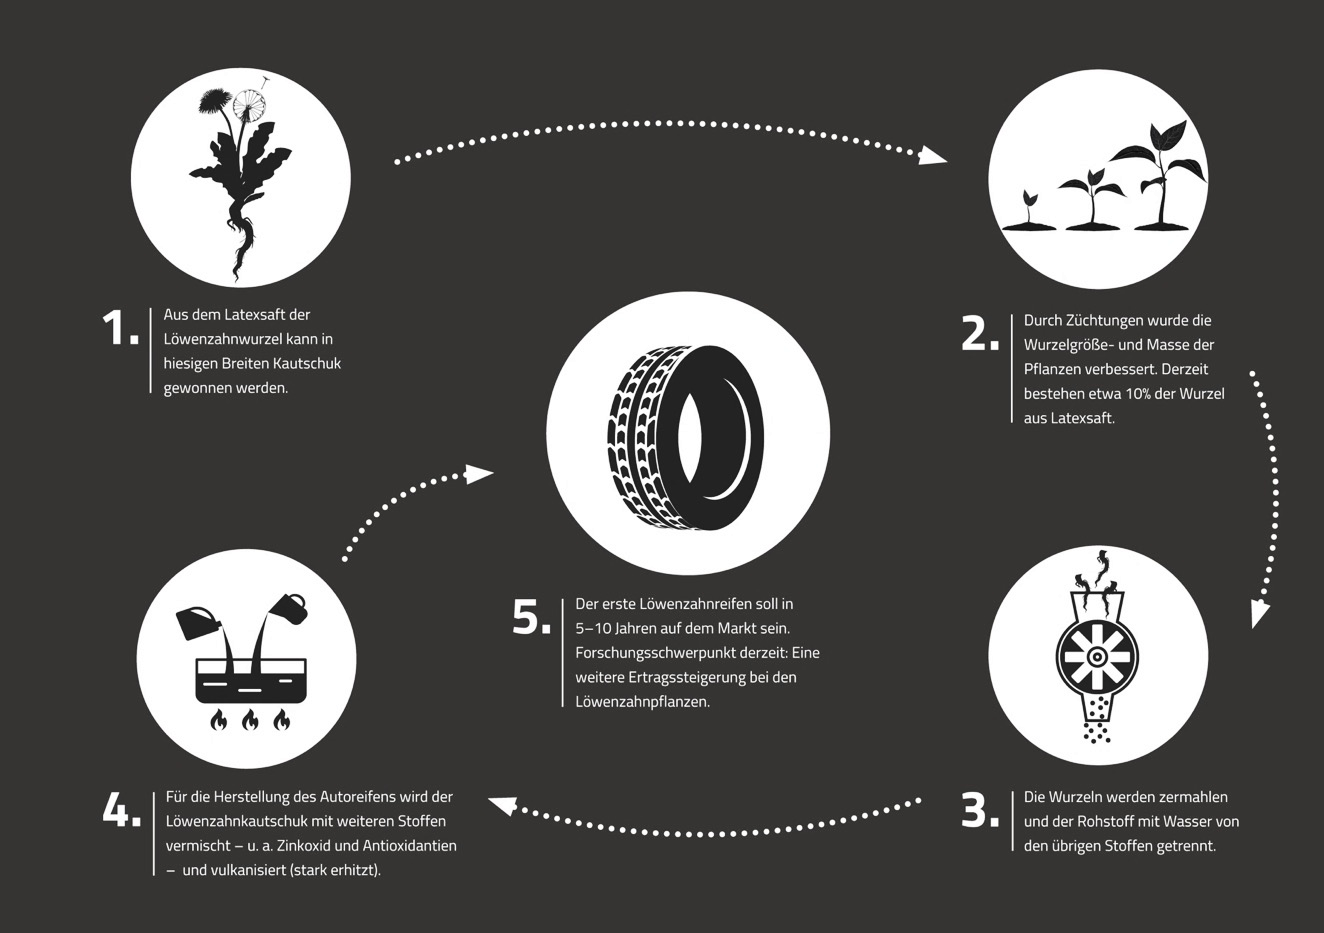 1.
Aus dem Latexsaft der
Löwenzahnwurzel kann in
hiesigen Breiten Kautschuk
gewonnen werden.
2.
Durch Züchtungen wurde die
Wurzelgröße- und Masse der
Pflanzen verbessert. Derzeit
bestehen etwa 10% der Wurzel
aus Latexsaft.
3.
Die Wurzeln werden zermahlen
und der Rohstoff mit Wasser von
den übrigen Stoffen getrennt.
4.
Für die Herstellung des Autoreifens wird der
Löwenzahnkautschuk mit weiteren Stoffen
vermischt – u. a. Zinkoxid und Antioxidantien
– und vulkanisiert (stark erhitzt).
5.
Der erste Löwenzahnreifen soll in
5–10 Jahren auf dem Markt sein.
Forschungsschwerpunkt derzeit: Eine
weitere Ertragssteigerung bei den
Löwenzahnpflanzen.